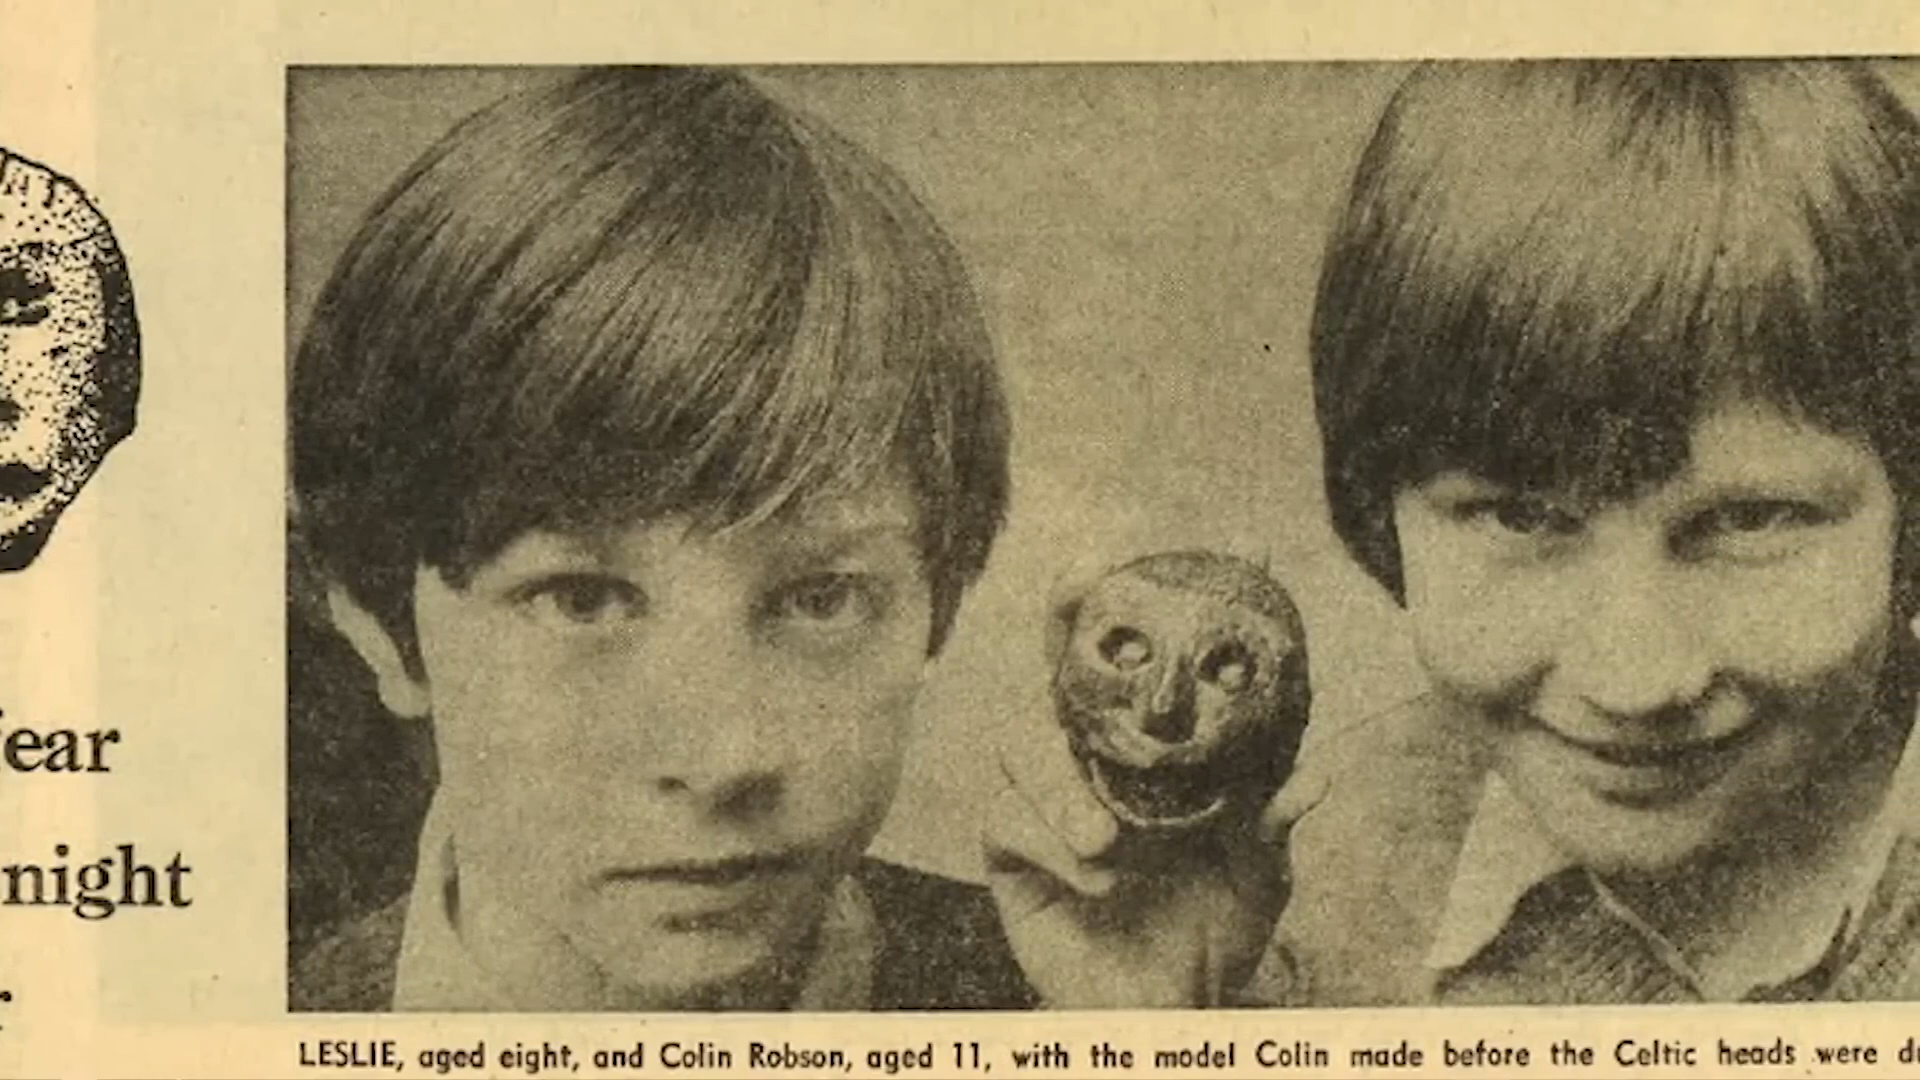 night
LESLIE, aged eight, and Colin Robson, aged 11, with the model Colin made before the Celtic heads were